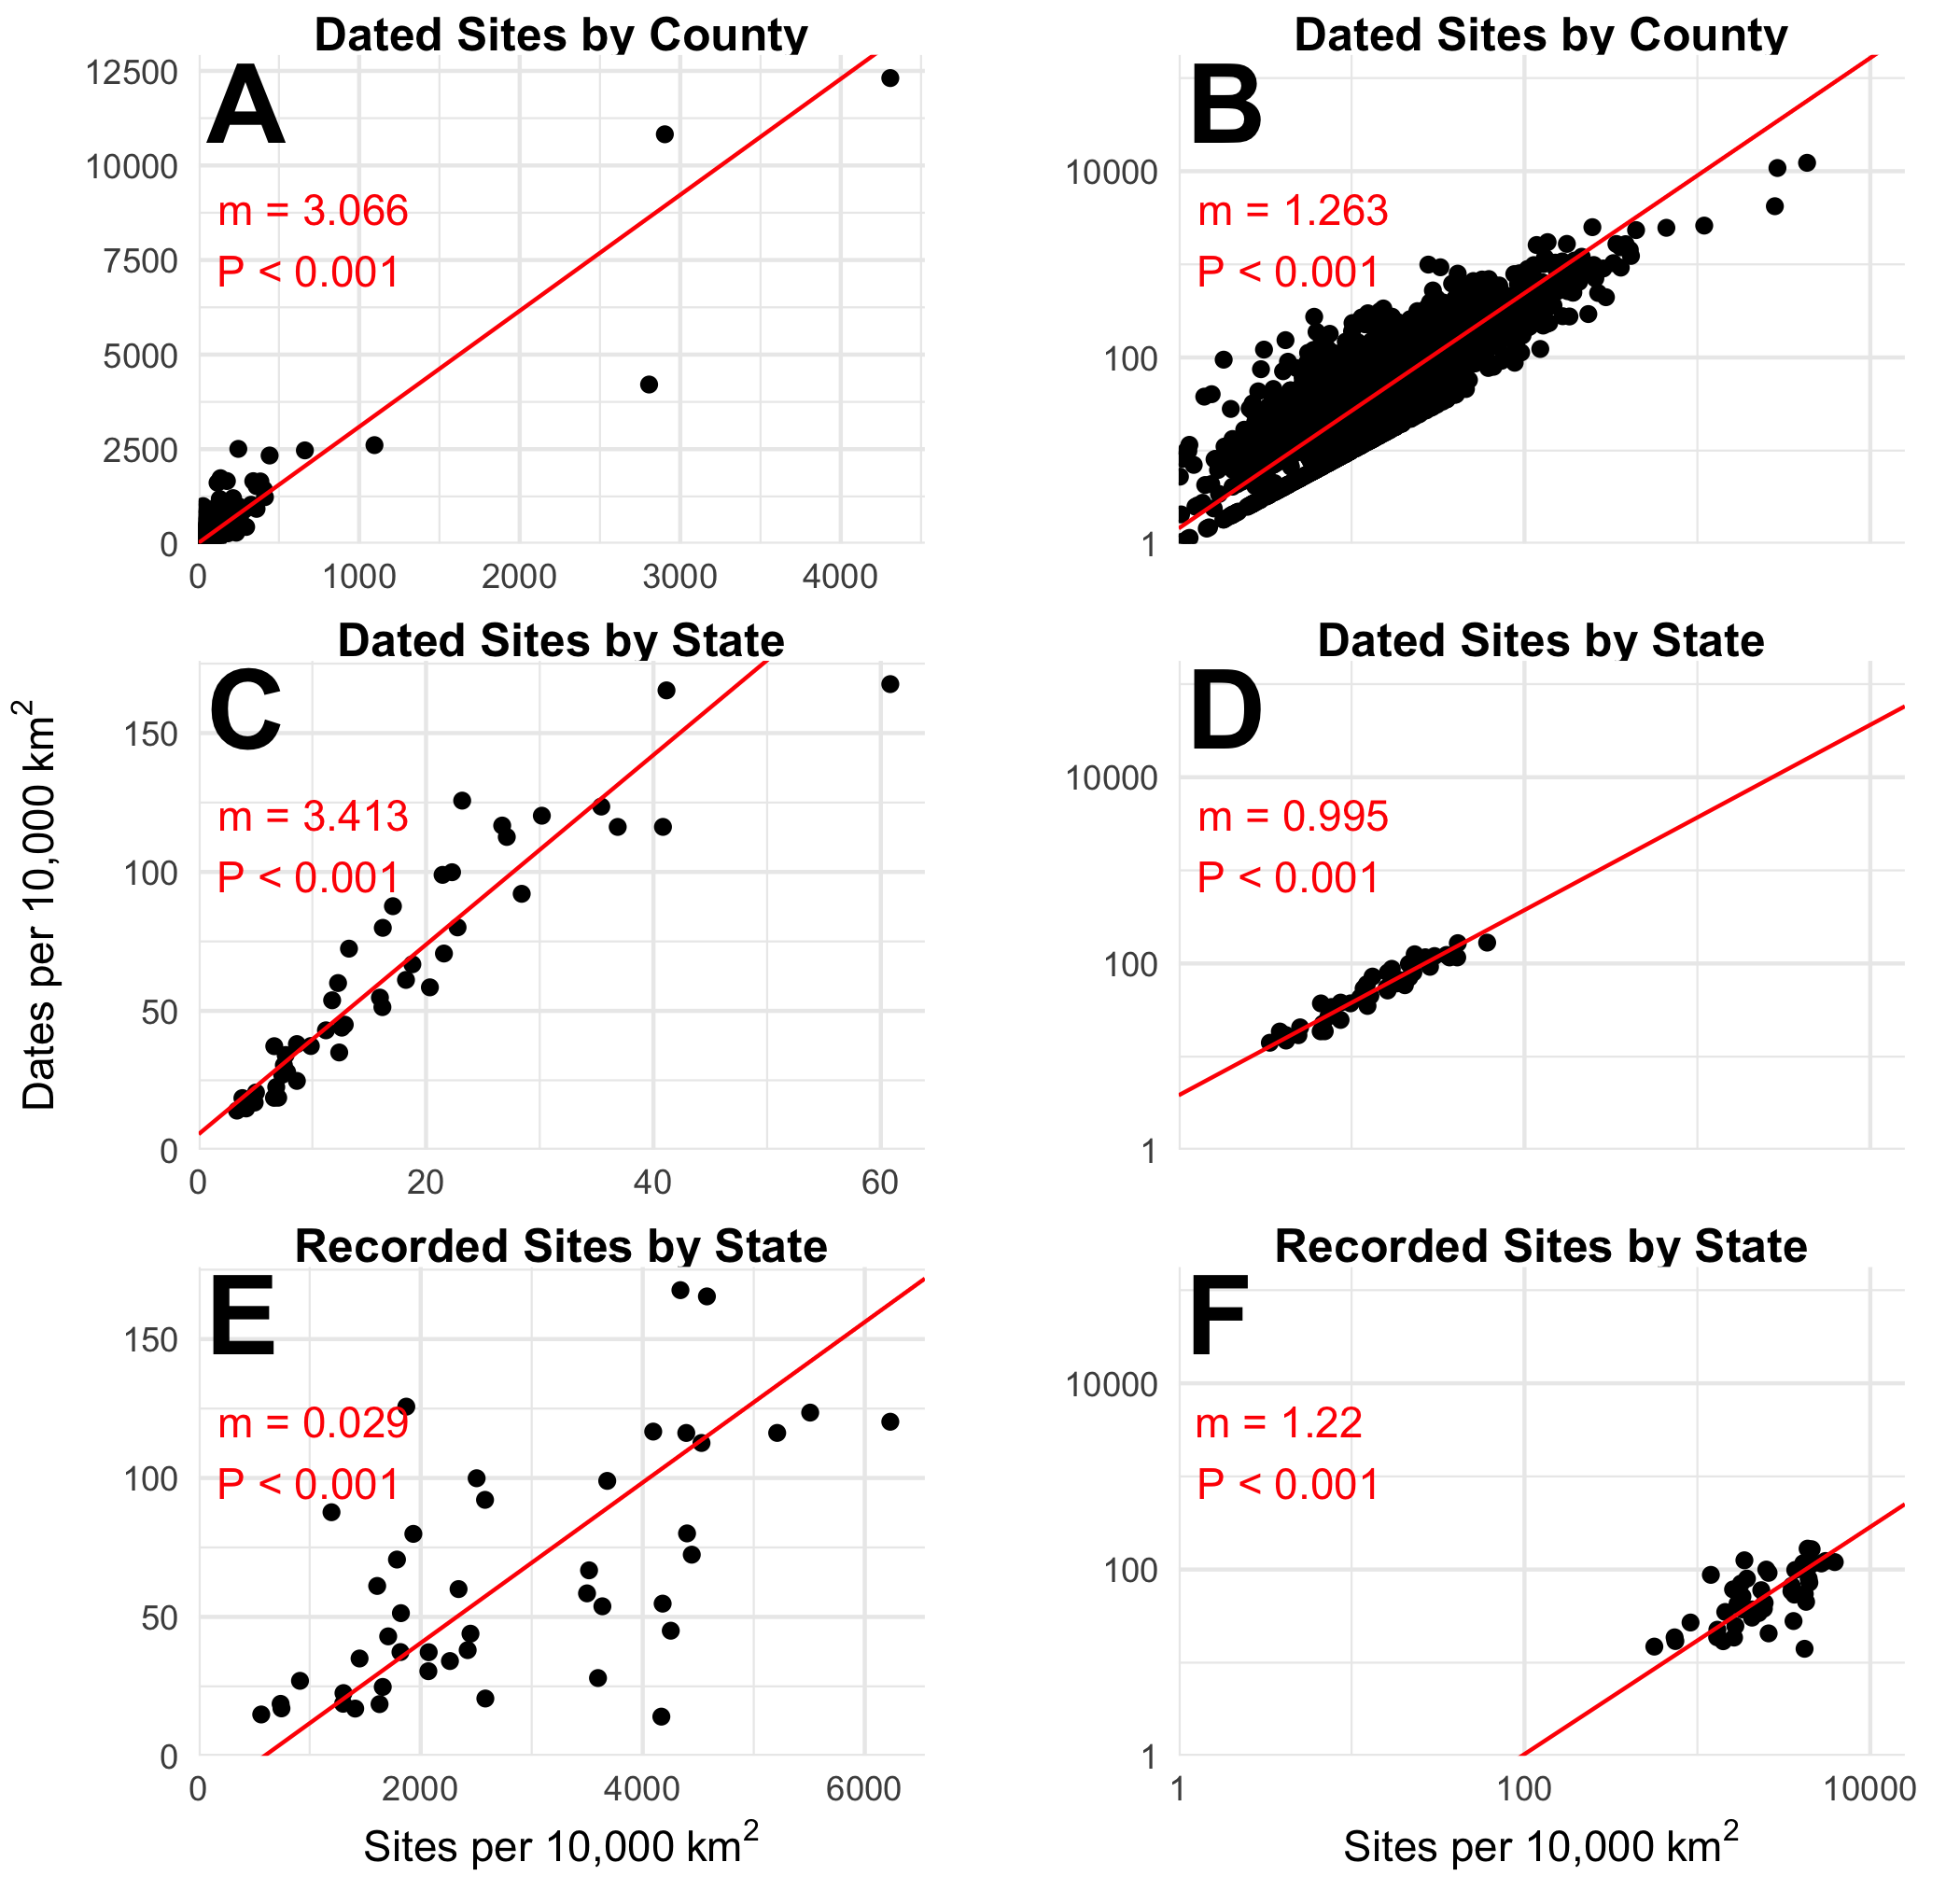 Dates per 10,000 km²
Dated Sites by County
A
m = 3.066
P < 0.001
12500
10000
7500
5000
2500
0
0 1000 2000 3000 4000
Dated Sites by County
B
m = 1.263
P < 0.001
10000
100
1
Dated Sites by State
C
m = 3.413
P < 0.001
150
100
50
0
0 20 40 60
Dated Sites by State
D
m = 0.995
P < 0.001
10000
100
1
Recorded Sites by State
E
m = 0.029
P < 0.001
150
100
50
0
0 2000 4000 6000
Sites per 10,000 km²
Recorded Sites by State
F
m = 1.22
P < 0.001
10000
100
1
1 100 10000
Sites per 10,000 km²